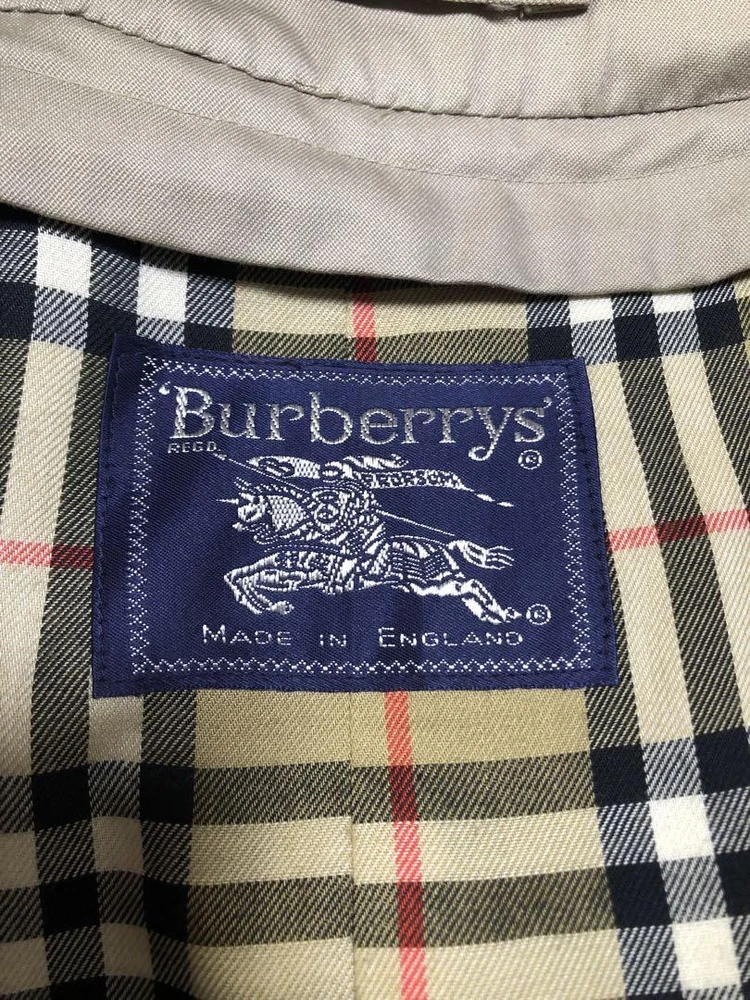 'Burberrys'
REGD.
®
PRORSUM
®
MADE IN ENGLAND